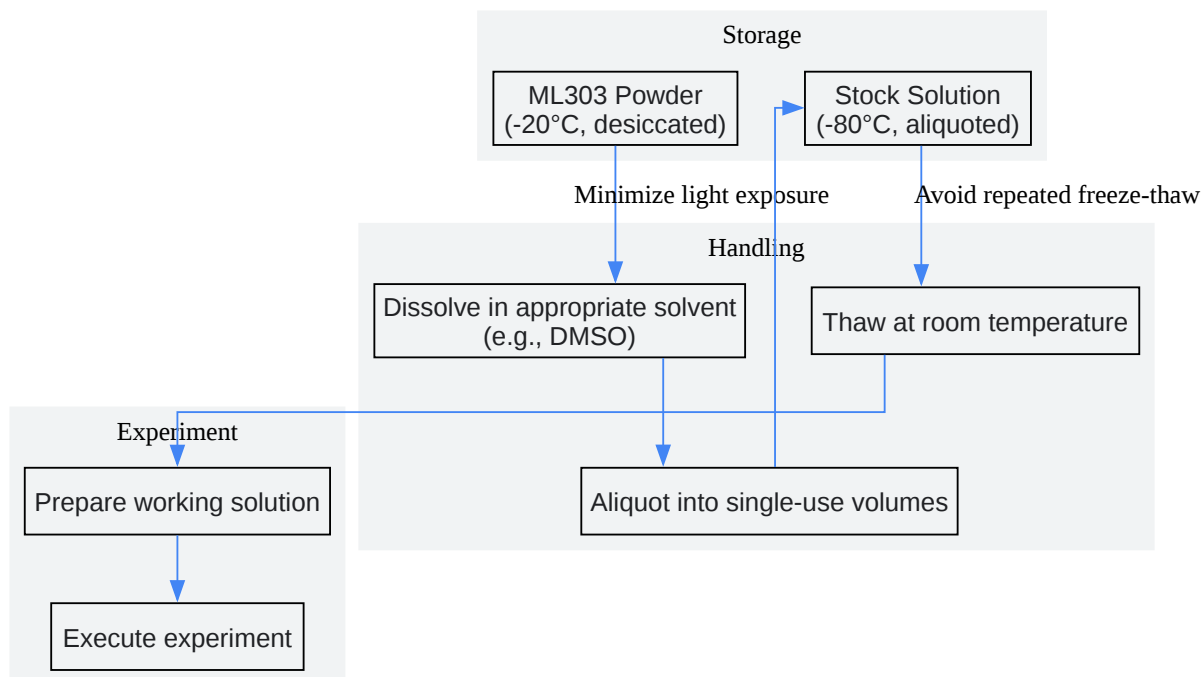 Storage
ML303 Powder
(-20°C, desiccated)
Stock Solution
(-80°C, aliquoted)
Minimize light exposure
Avoid repeated freeze-thaw
Handling
Dissolve in appropriate solvent
(e.g., DMSO)
Thaw at room temperature
Experiment
Prepare working solution
Aliquot into single-use volumes
Execute experiment